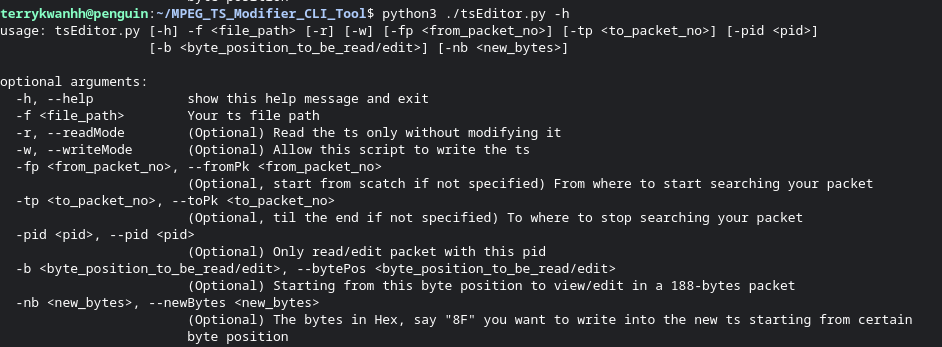 byte position
terrykwanhh@penguin:~/MPEG_TS_Modifier_CLI_Tool$ python3 ./tsEditor.py -h
usage: tsEditor.py [-h] -f <file_path> [-r] [-w] [-fp <from_packet_no>] [-tp <to_packet_no>] [-pid <pid>]
[-b <byte_position_to_be_read/edit>] [-nb <new_bytes>]
optional arguments:
-h, --help show this help message and exit
-f <file_path> Your ts file path
-r, --readMode (Optional) Read the ts only without modifying it
-w, --writeMode (Optional) Allow this script to write the ts
-fp <from_packet_no>, --fromPk <from_packet_no>
(Optional, start from scatch if not specified) From where to start searching your packet
-tp <to_packet_no>, --toPk <to_packet_no>
(Optional, til the end if not specified) To where to stop searching your packet
-pid <pid>, --pid <pid>
(Optional) Only read/edit packet with this pid
-b <byte_position_to_be_read/edit>, --bytePos <byte_position_to_be_read/edit>
(Optional) Starting from this byte position to view/edit in a 188-bytes packet
-nb <new_bytes>, --newBytes <new_bytes>
(Optional) The bytes in Hex, say "8F" you want to write into the new ts starting from certain
byte position